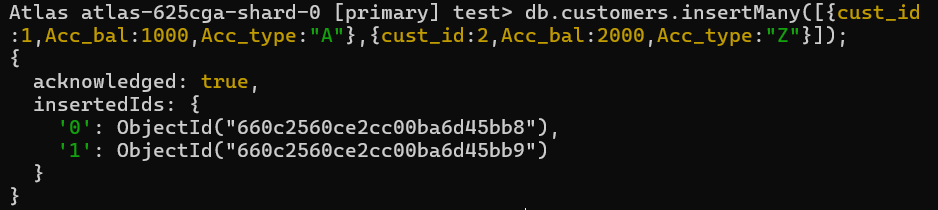 Atlas atlas-625cga-shard-0 [primary] test> db.customers.insertMany([{cust_id
:1,Acc_bal:1000,Acc_type:"A"},{cust_id:2,Acc_bal:2000,Acc_type:"Z"}]);
{
  acknowledged: true,
  insertedIds: {
    '0': ObjectId("660c2560ce2cc00ba6d45bb8"),
    '1': ObjectId("660c2560ce2cc00ba6d45bb9")
  }
}